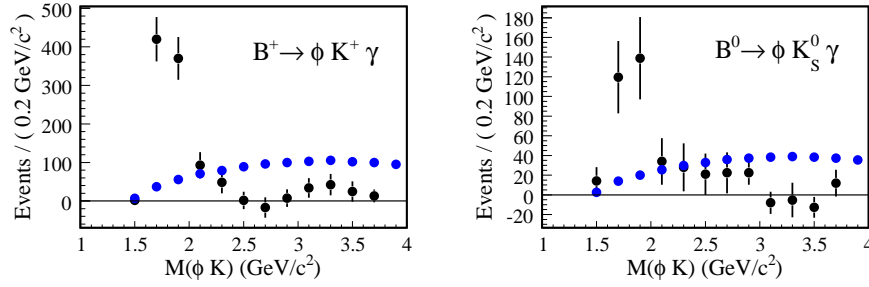 Events / ( 0.2 GeV/c²)
400
300
200
100
0
B⁺→ ϕ K⁺ γ
1 1.5 2 2.5 3 3.5 4
M(ϕ K) (GeV/c²)
Events / ( 0.2 GeV/c²)
180
160
140
120
100
80
60
40
20
0
-20
B⁰→ ϕ K_S⁰ γ
1 1.5 2 2.5 3 3.5 4
M(ϕ K) (GeV/c²)